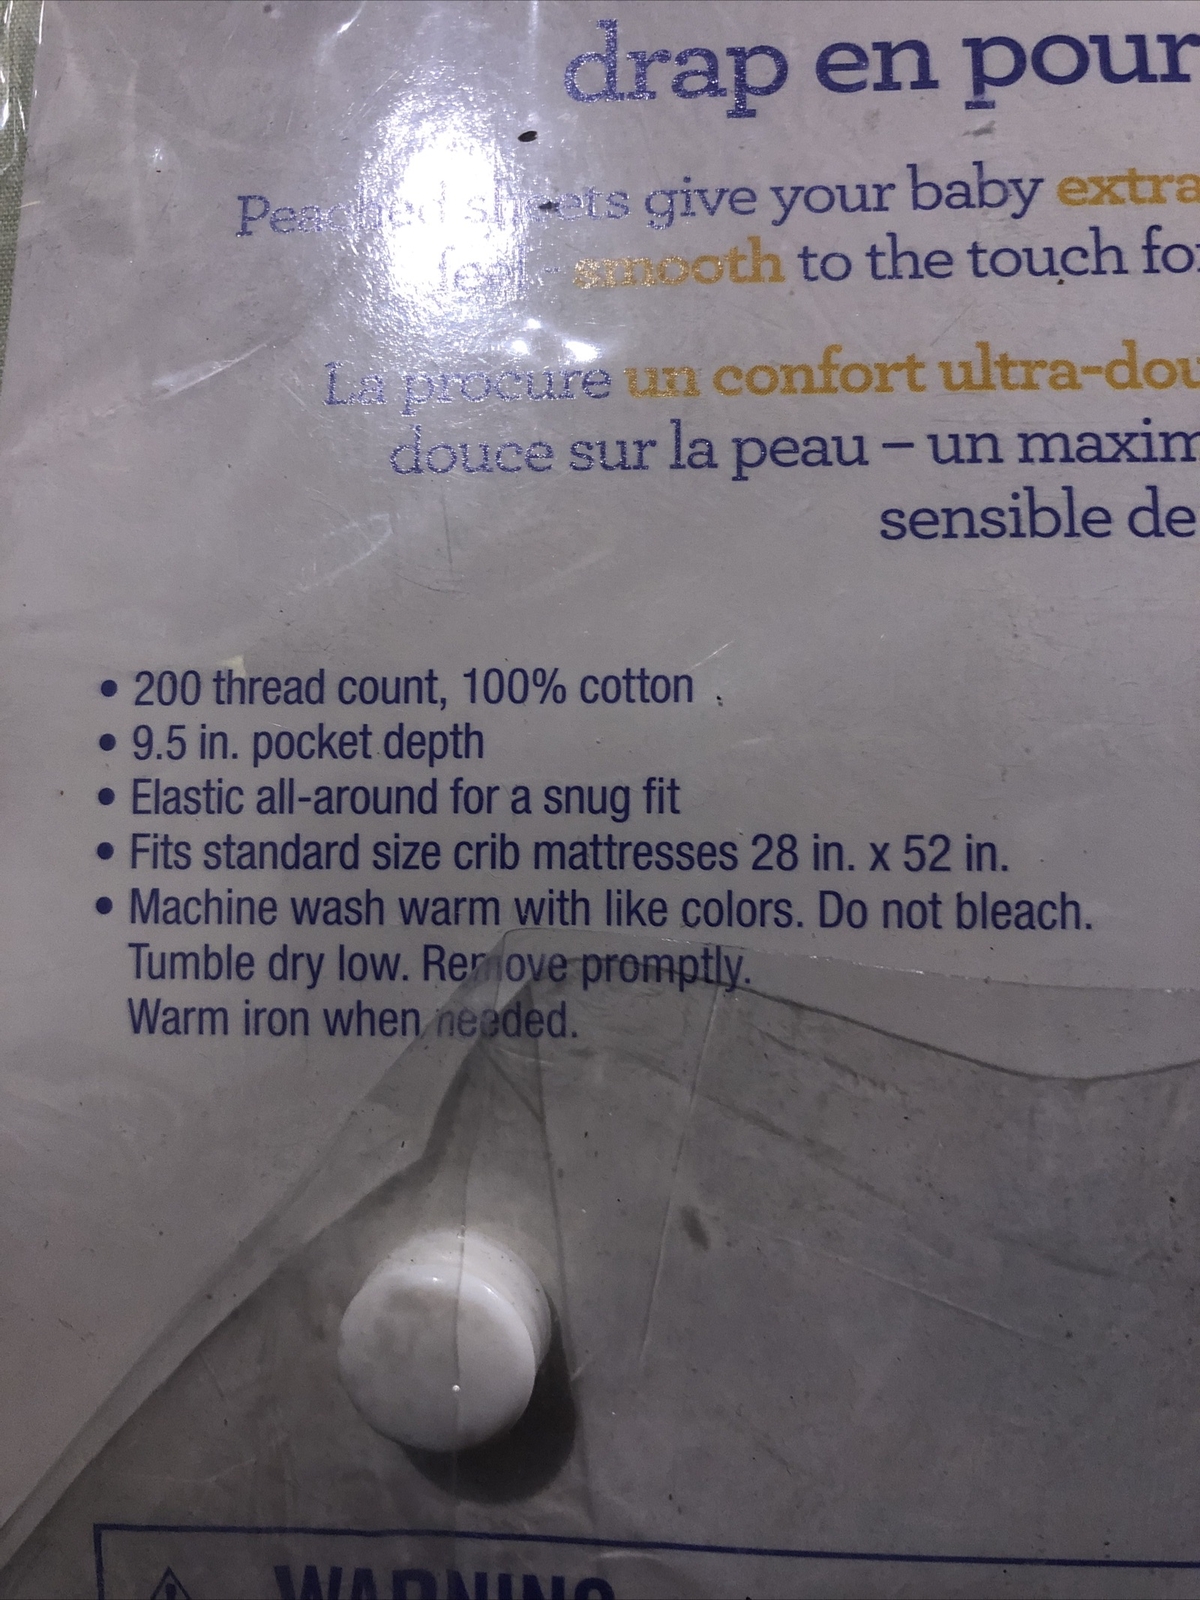 drap en pour
Peached sheets give your baby extra
feel - smooth to the touch for
La procure un confort ultra-dou
douce sur la peau – un maxim
sensible de
• 200 thread count, 100% cotton
• 9.5 in. pocket depth
• Elastic all-around for a snug fit
• Fits standard size crib mattresses 28 in. x 52 in.
• Machine wash warm with like colors. Do not bleach.
Tumble dry low. Remove promptly.
Warm iron when needed.
WARNING